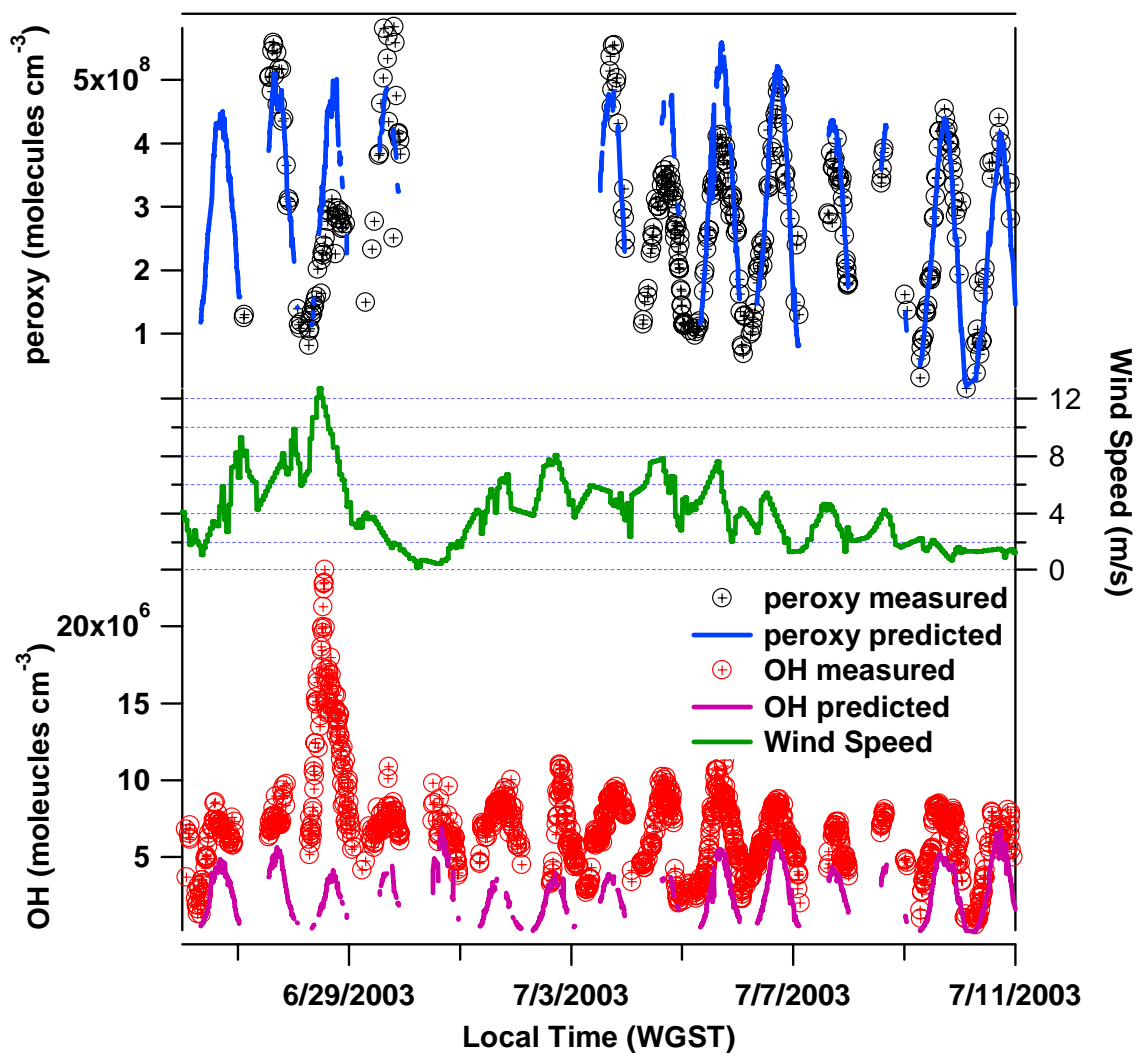 peroxy (molecules cm⁻³)
5x10⁸
4
3
2
1
12
8
4
0
Wind Speed (m/s)
peroxy measured
peroxy predicted
OH measured
OH predicted
Wind Speed
OH (moleucles cm⁻³)
20x10⁶
15
10
5
6/29/2003
7/3/2003
7/7/2003
7/11/2003
Local Time (WGST)